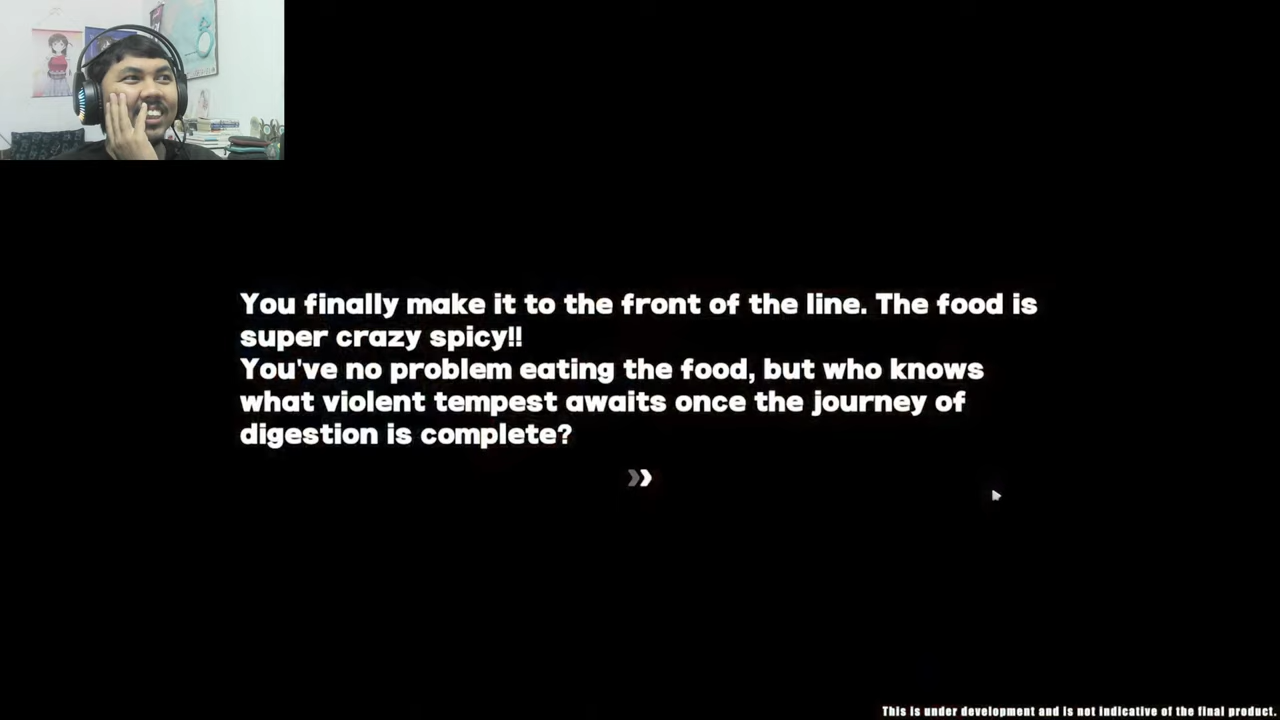 You finally make it to the front of the line. The food is
super crazy spicy!!
You've no problem eating the food, but who knows
what violent tempest awaits once the journey of
digestion is complete?
This is under development and is not indicative of the final product.